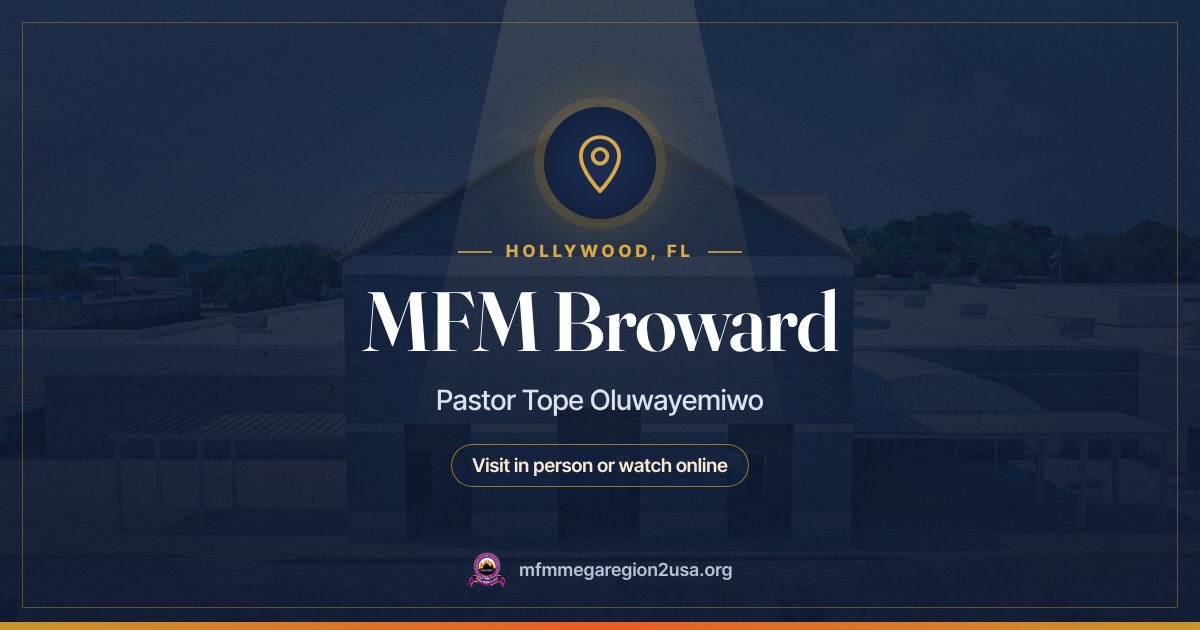 HOLLYWOOD, FL
MFM Broward
Pastor Tope Oluwayemiwo
Visit in person or watch online
mfmmegaregion2usa.org